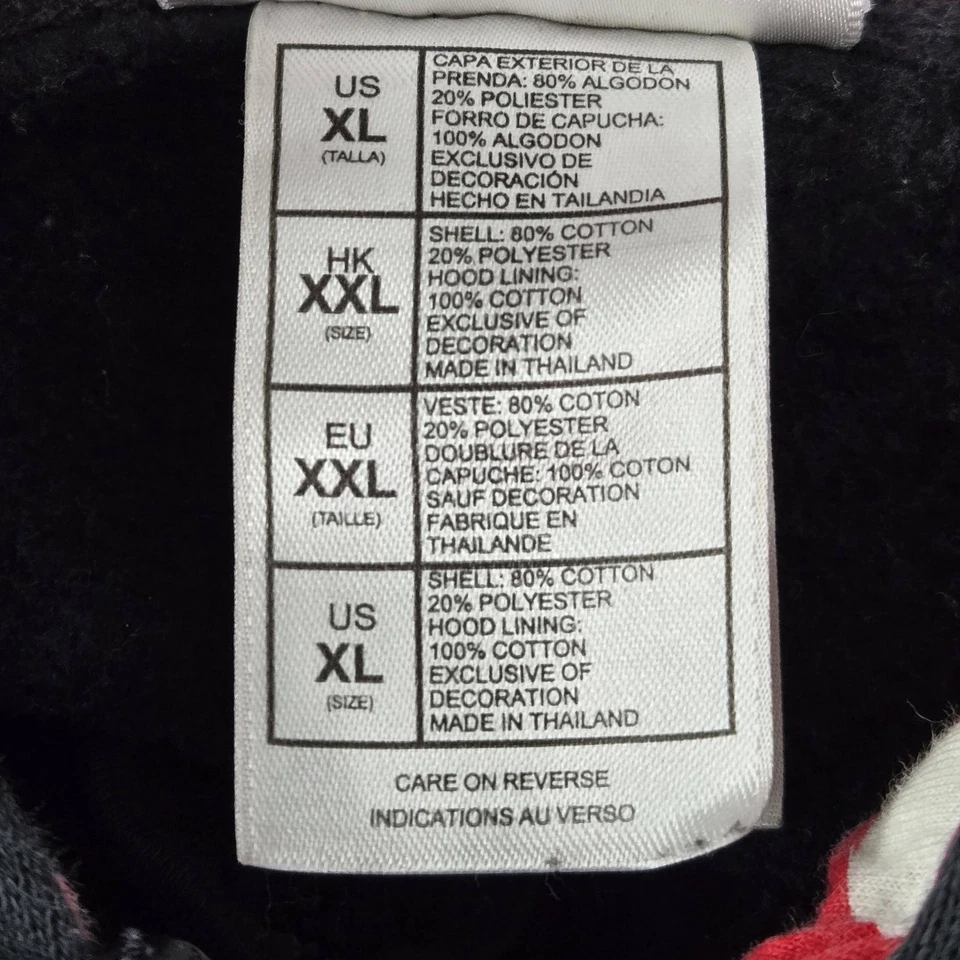 US
XL
(TALLA)
CAPA EXTERIOR DE LA
PRENDA: 80% ALGODON
20% POLIESTER
FORRO DE CAPUCHA:
100% ALGODON
EXCLUSIVO DE
DECORACIÓN
HECHO EN TAILANDIA
HK
XXL
(SIZE)
SHELL: 80% COTTON
20% POLYESTER
HOOD LINING:
100% COTTON
EXCLUSIVE OF
DECORATION
MADE IN THAILAND
EU
XXL
(TAILLE)
VESTE: 80% COTON
20% POLYESTER
DOUBLURE DE LA
CAPUCHE: 100% COTON
SAUF DECORATION
FABRIQUE EN
THAILANDE
US
XL
(SIZE)
SHELL: 80% COTTON
20% POLYESTER
HOOD LINING:
100% COTTON
EXCLUSIVE OF
DECORATION
MADE IN THAILAND
CARE ON REVERSE
INDICATIONS AU VERSO